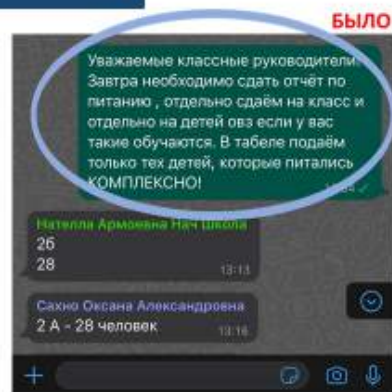 БЫЛО
Уважаемые классные руководители!
Завтра необходимо сдать отчёт по
питанию , отдельно сдаём на класс и
отдельно на детей овз если у вас
такие обучаются. В табеле подаём
только тех детей, которые питались
КОМПЛЕКСНО!
Нателла Армоевна Нач Школа
26
28
13:13
Сахно Оксана Александровна
2 А - 28 человек
13:16